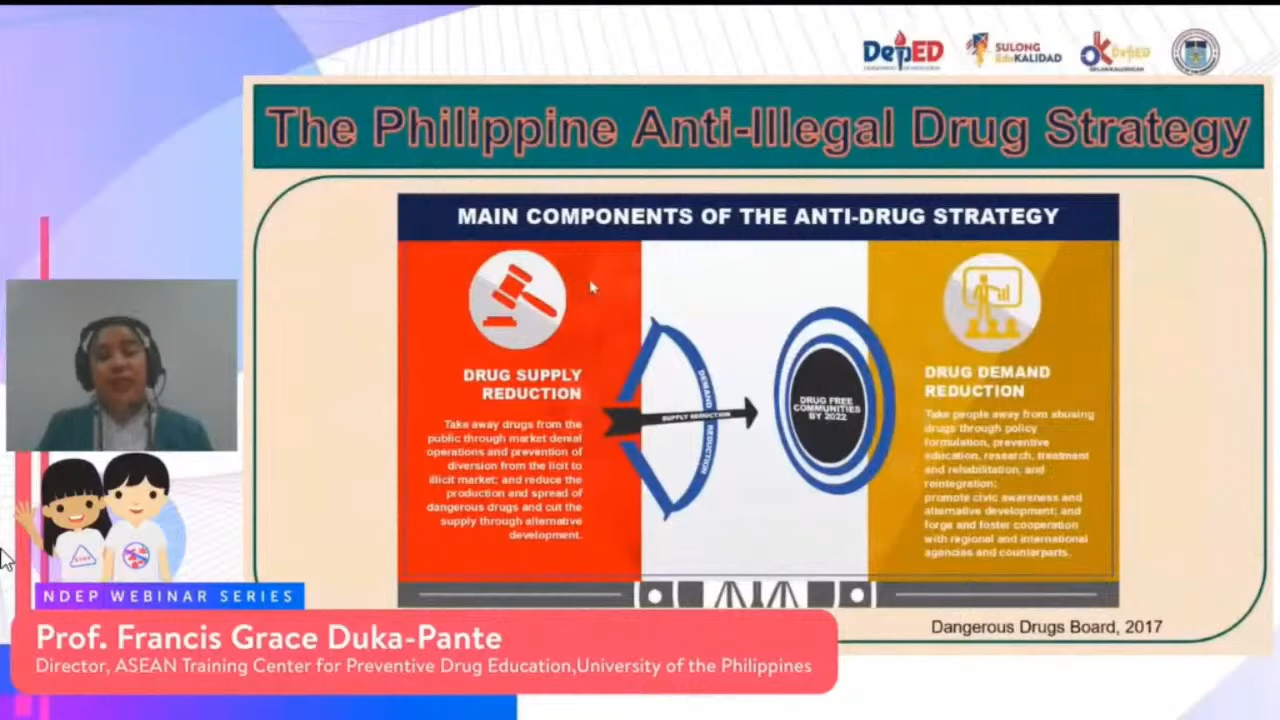 DepED
DEPARTMENT OF EDUCATION
SULONG
EduKALIDAD
OK DepED
The Philippine Anti-Illegal Drug Strategy
MAIN COMPONENTS OF THE ANTI-DRUG STRATEGY
DRUG SUPPLY
REDUCTION
Take away drugs from the
public through market denial
operations and prevention of
diversion from the licit to
illicit market; and reduce the
production and spread of
dangerous drugs and cut the
supply through alternative
development.
DEMAND REDUCTION
SUPPLY REDUCTION
DRUG FREE
COMMUNITIES
BY 2022
DRUG DEMAND
REDUCTION
Take people away from abusing
drugs through policy
formulation, preventive
education, research, treatment
and rehabilitation, and
reintegration;
promote civic awareness and
alternative development; and
forge and foster cooperation
with regional and international
agencies and counterparts.
Dangerous Drugs Board, 2017
NDEP WEBINAR SERIES
Prof. Francis Grace Duka-Pante
Director, ASEAN Training Center for Preventive Drug Education,University of the Philippines